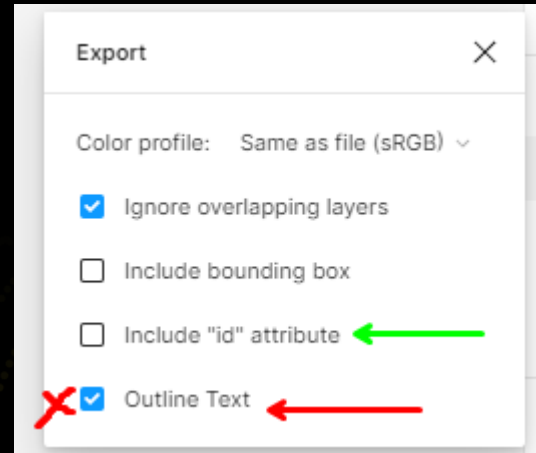 Export
Color profile: Same as file (sRGB)
Ignore overlapping layers
Include bounding box
Include "id" attribute
Outline Text